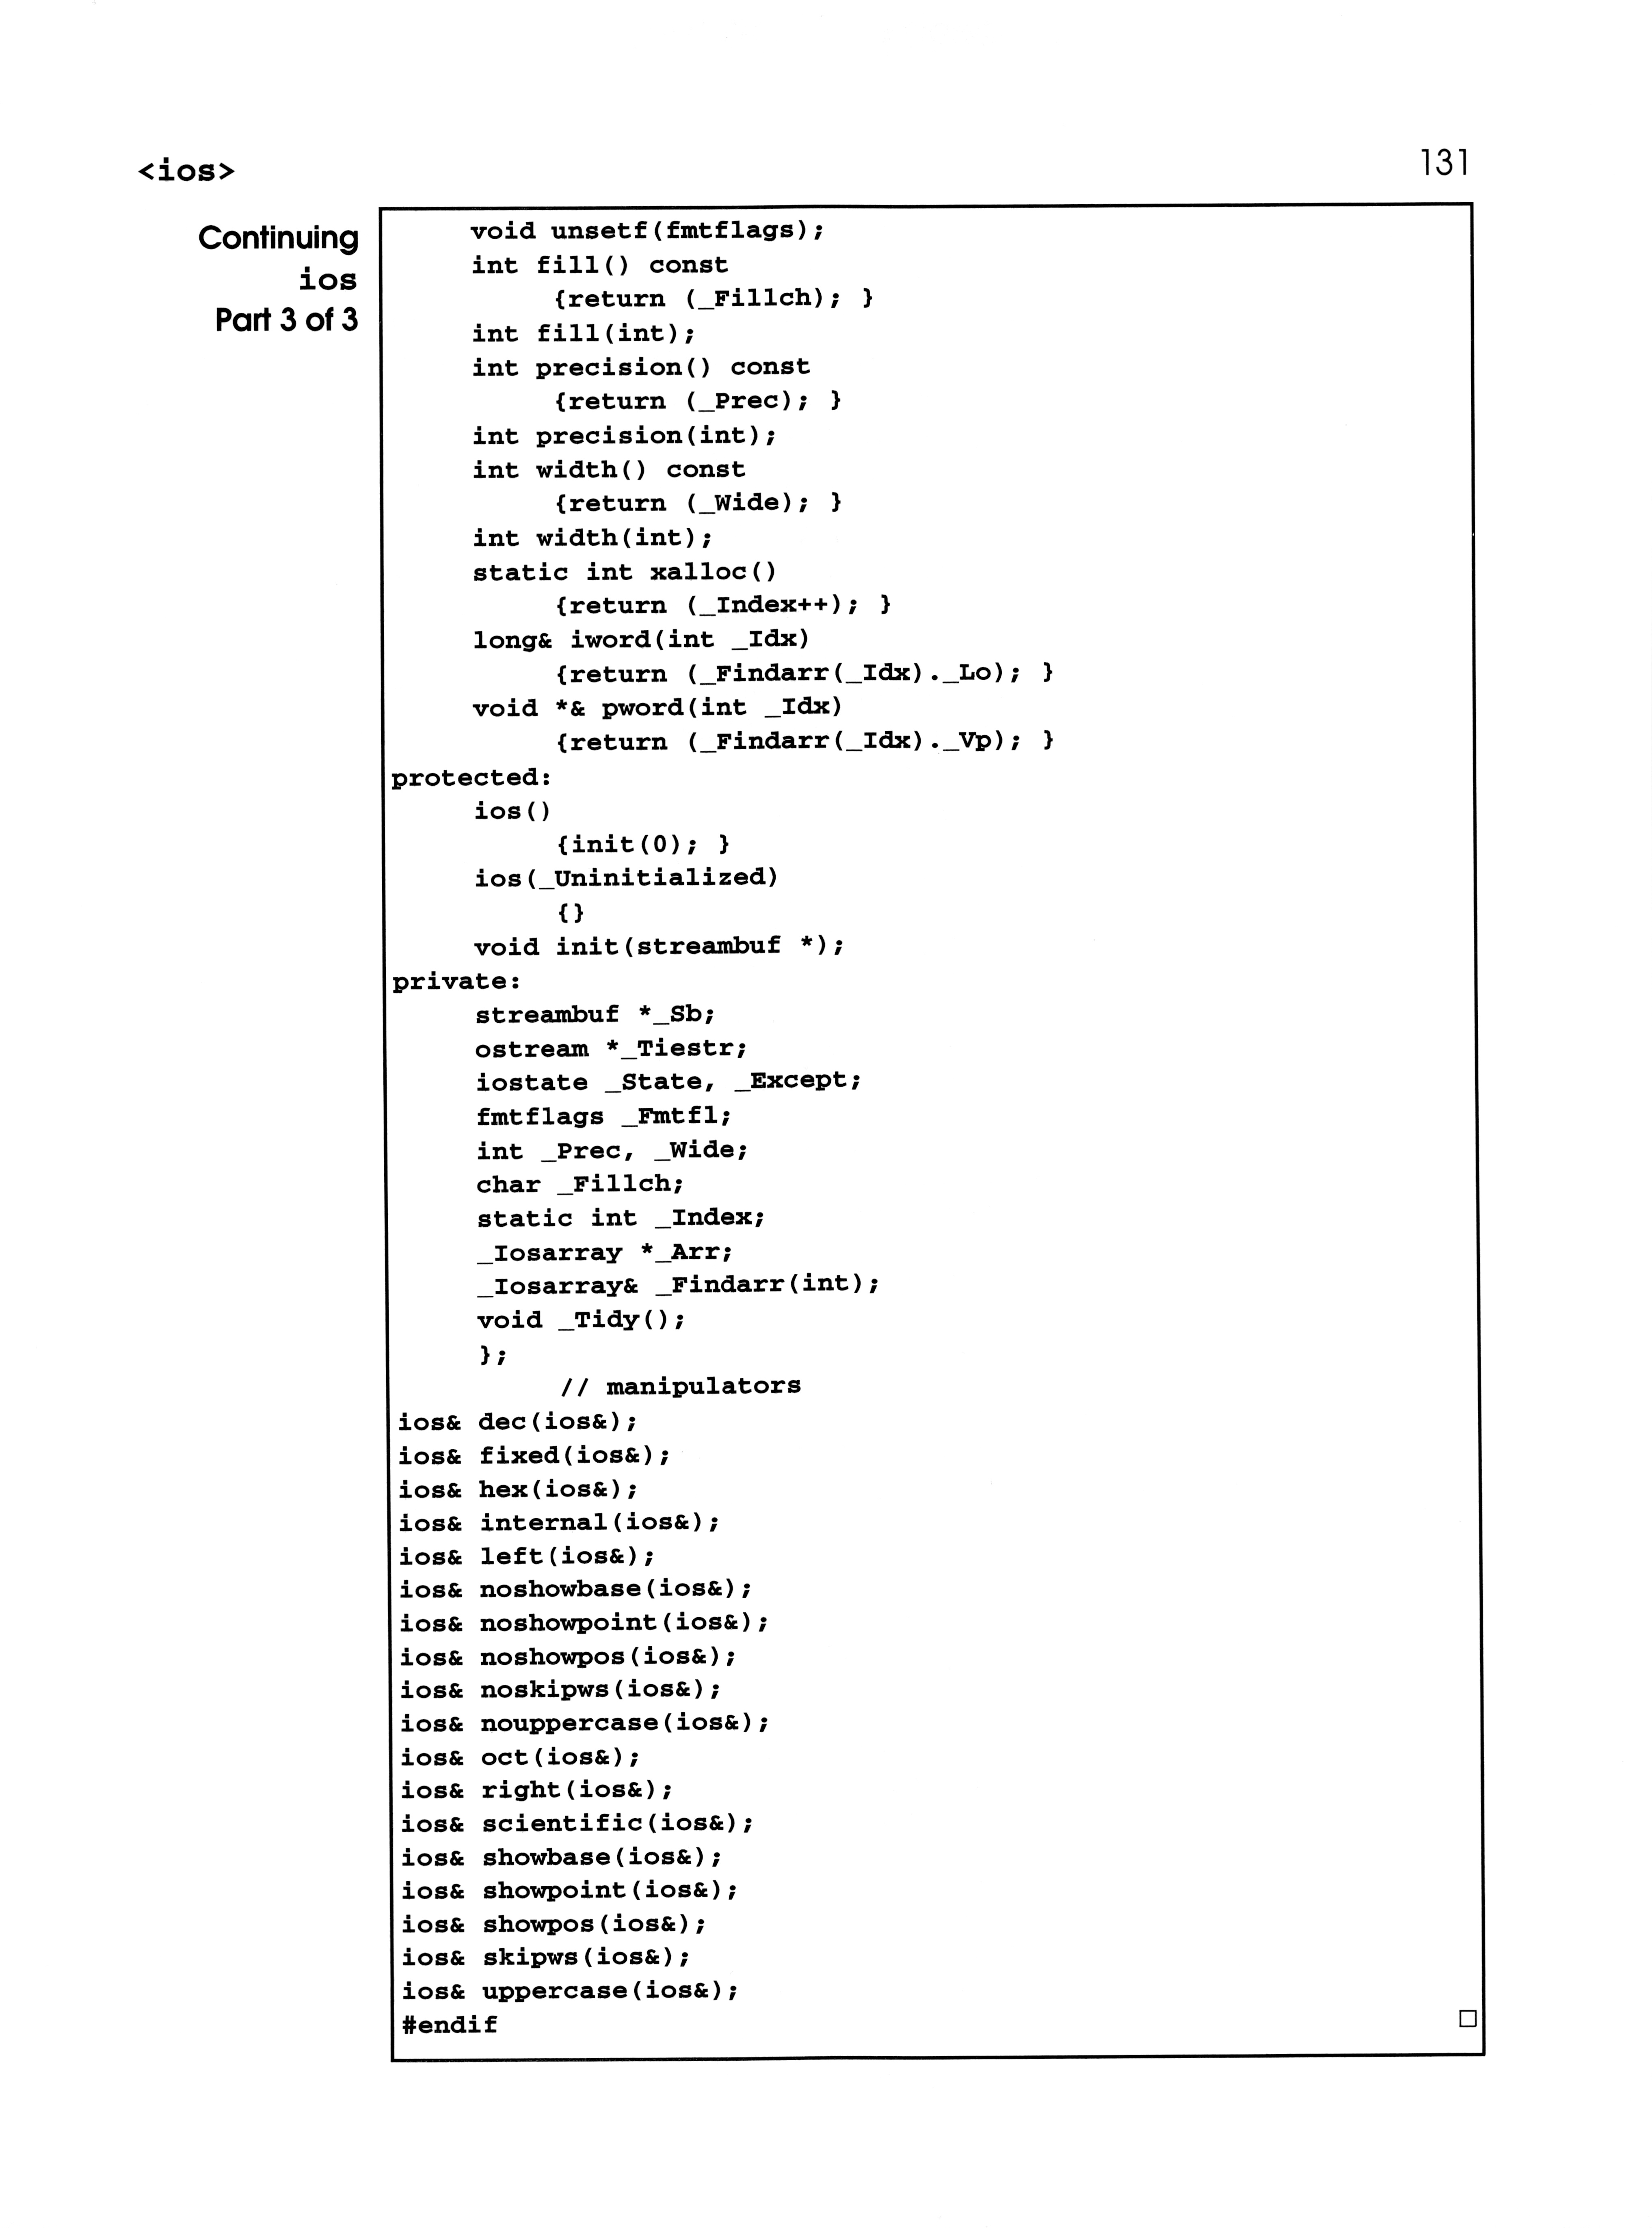 <ios>
131
Continuing
ios
Part 3 of 3
void unsetf(fmtflags);
int fill() const
{return (_Fillch); }
int fill(int);
int precision() const
{return (_Prec); }
int precision(int);
int width() const
{return (_Wide); }
int width(int);
static int xalloc()
{return (_Index++); }
long& iword(int _Idx)
{return (_Findarr(_Idx)._Lo); }
void *& pword(int _Idx)
{return (_Findarr(_Idx)._Vp); }
protected:
ios()
{init(0); }
ios(_Uninitialized)
{}
void init(streambuf *);
private:
streambuf *_Sb;
ostream *_Tiestr;
iostate _State, _Except;
fmtflags _Fmtfl;
int _Prec, _Wide;
char _Fillch;
static int _Index;
_Iosarray *_Arr;
_Iosarray& _Findarr(int);
void _Tidy();
};
// manipulators
ios& dec(ios&);
ios& fixed(ios&);
ios& hex(ios&);
ios& internal(ios&);
ios& left(ios&);
ios& noshowbase(ios&);
ios& noshowpoint(ios&);
ios& noshowpos(ios&);
ios& noskipws(ios&);
ios& nouppercase(ios&);
ios& oct(ios&);
ios& right(ios&);
ios& scientific(ios&);
ios& showbase(ios&);
ios& showpoint(ios&);
ios& showpos(ios&);
ios& skipws(ios&);
ios& uppercase(ios&);
#endif □